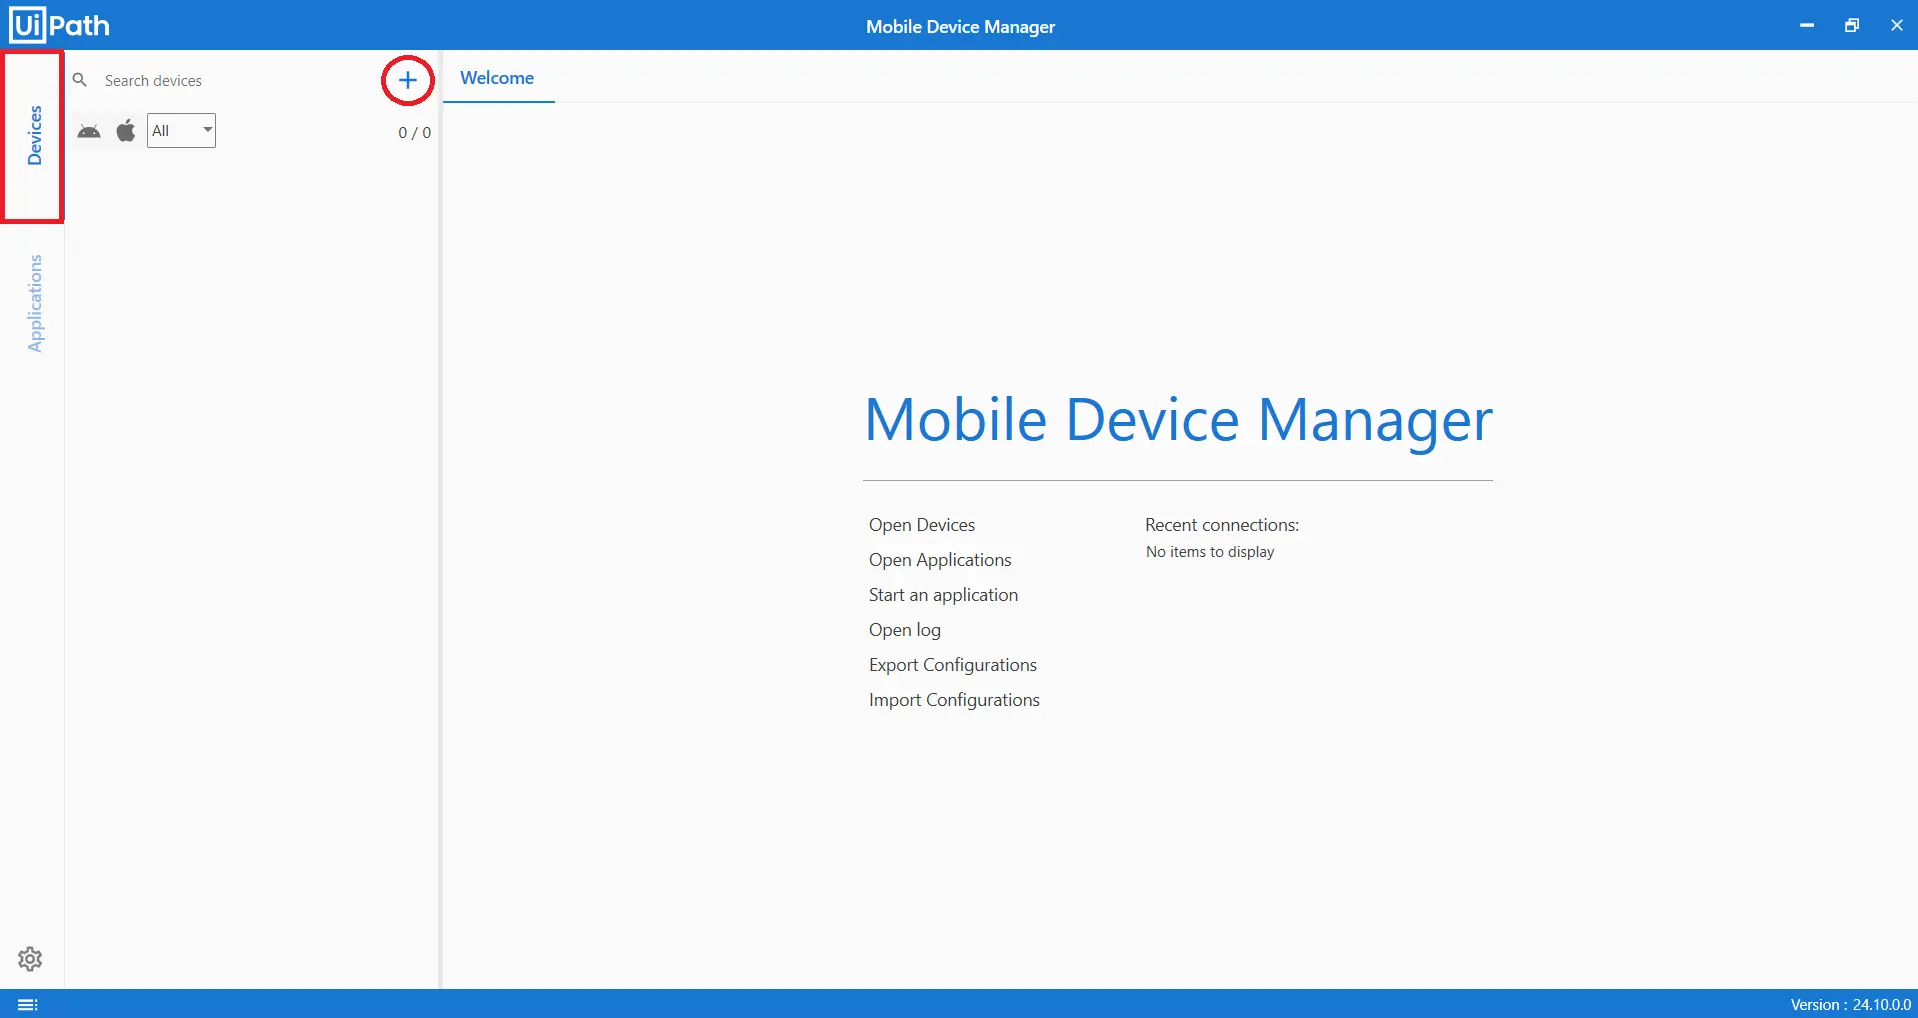 UiPath
Mobile Device Manager
Devices
Applications
Search devices
All
0 / 0
Welcome
Mobile Device Manager
Open Devices
Open Applications
Start an application
Open log
Export Configurations
Import Configurations
Recent connections:
No items to display
Version : 24.10.0.0